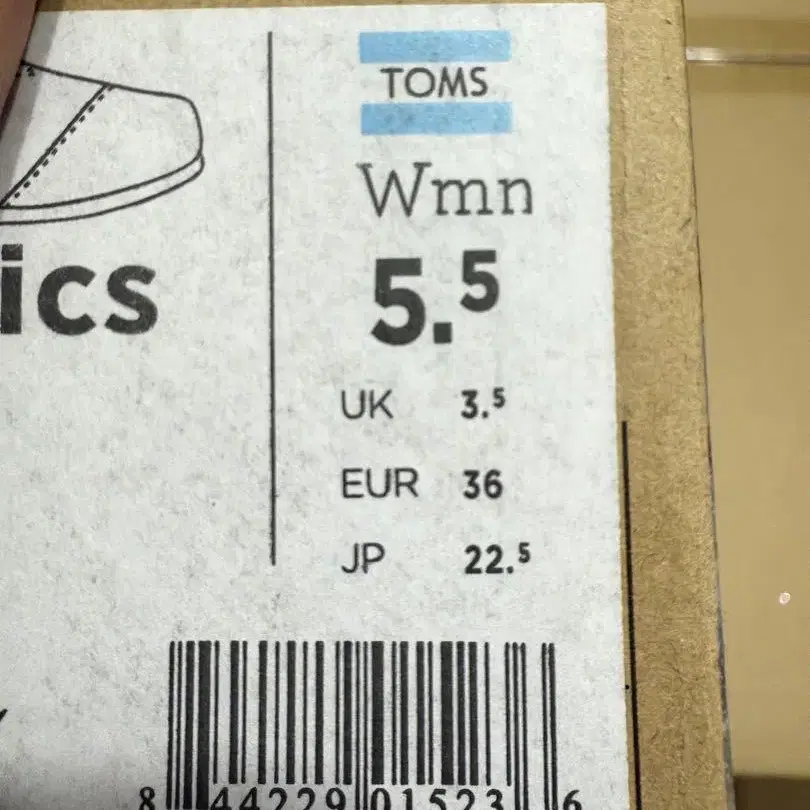 TOMS
Wmn
5.5
ics
UK 3.5
EUR 36
JP 22.5
8 44229 01523 6